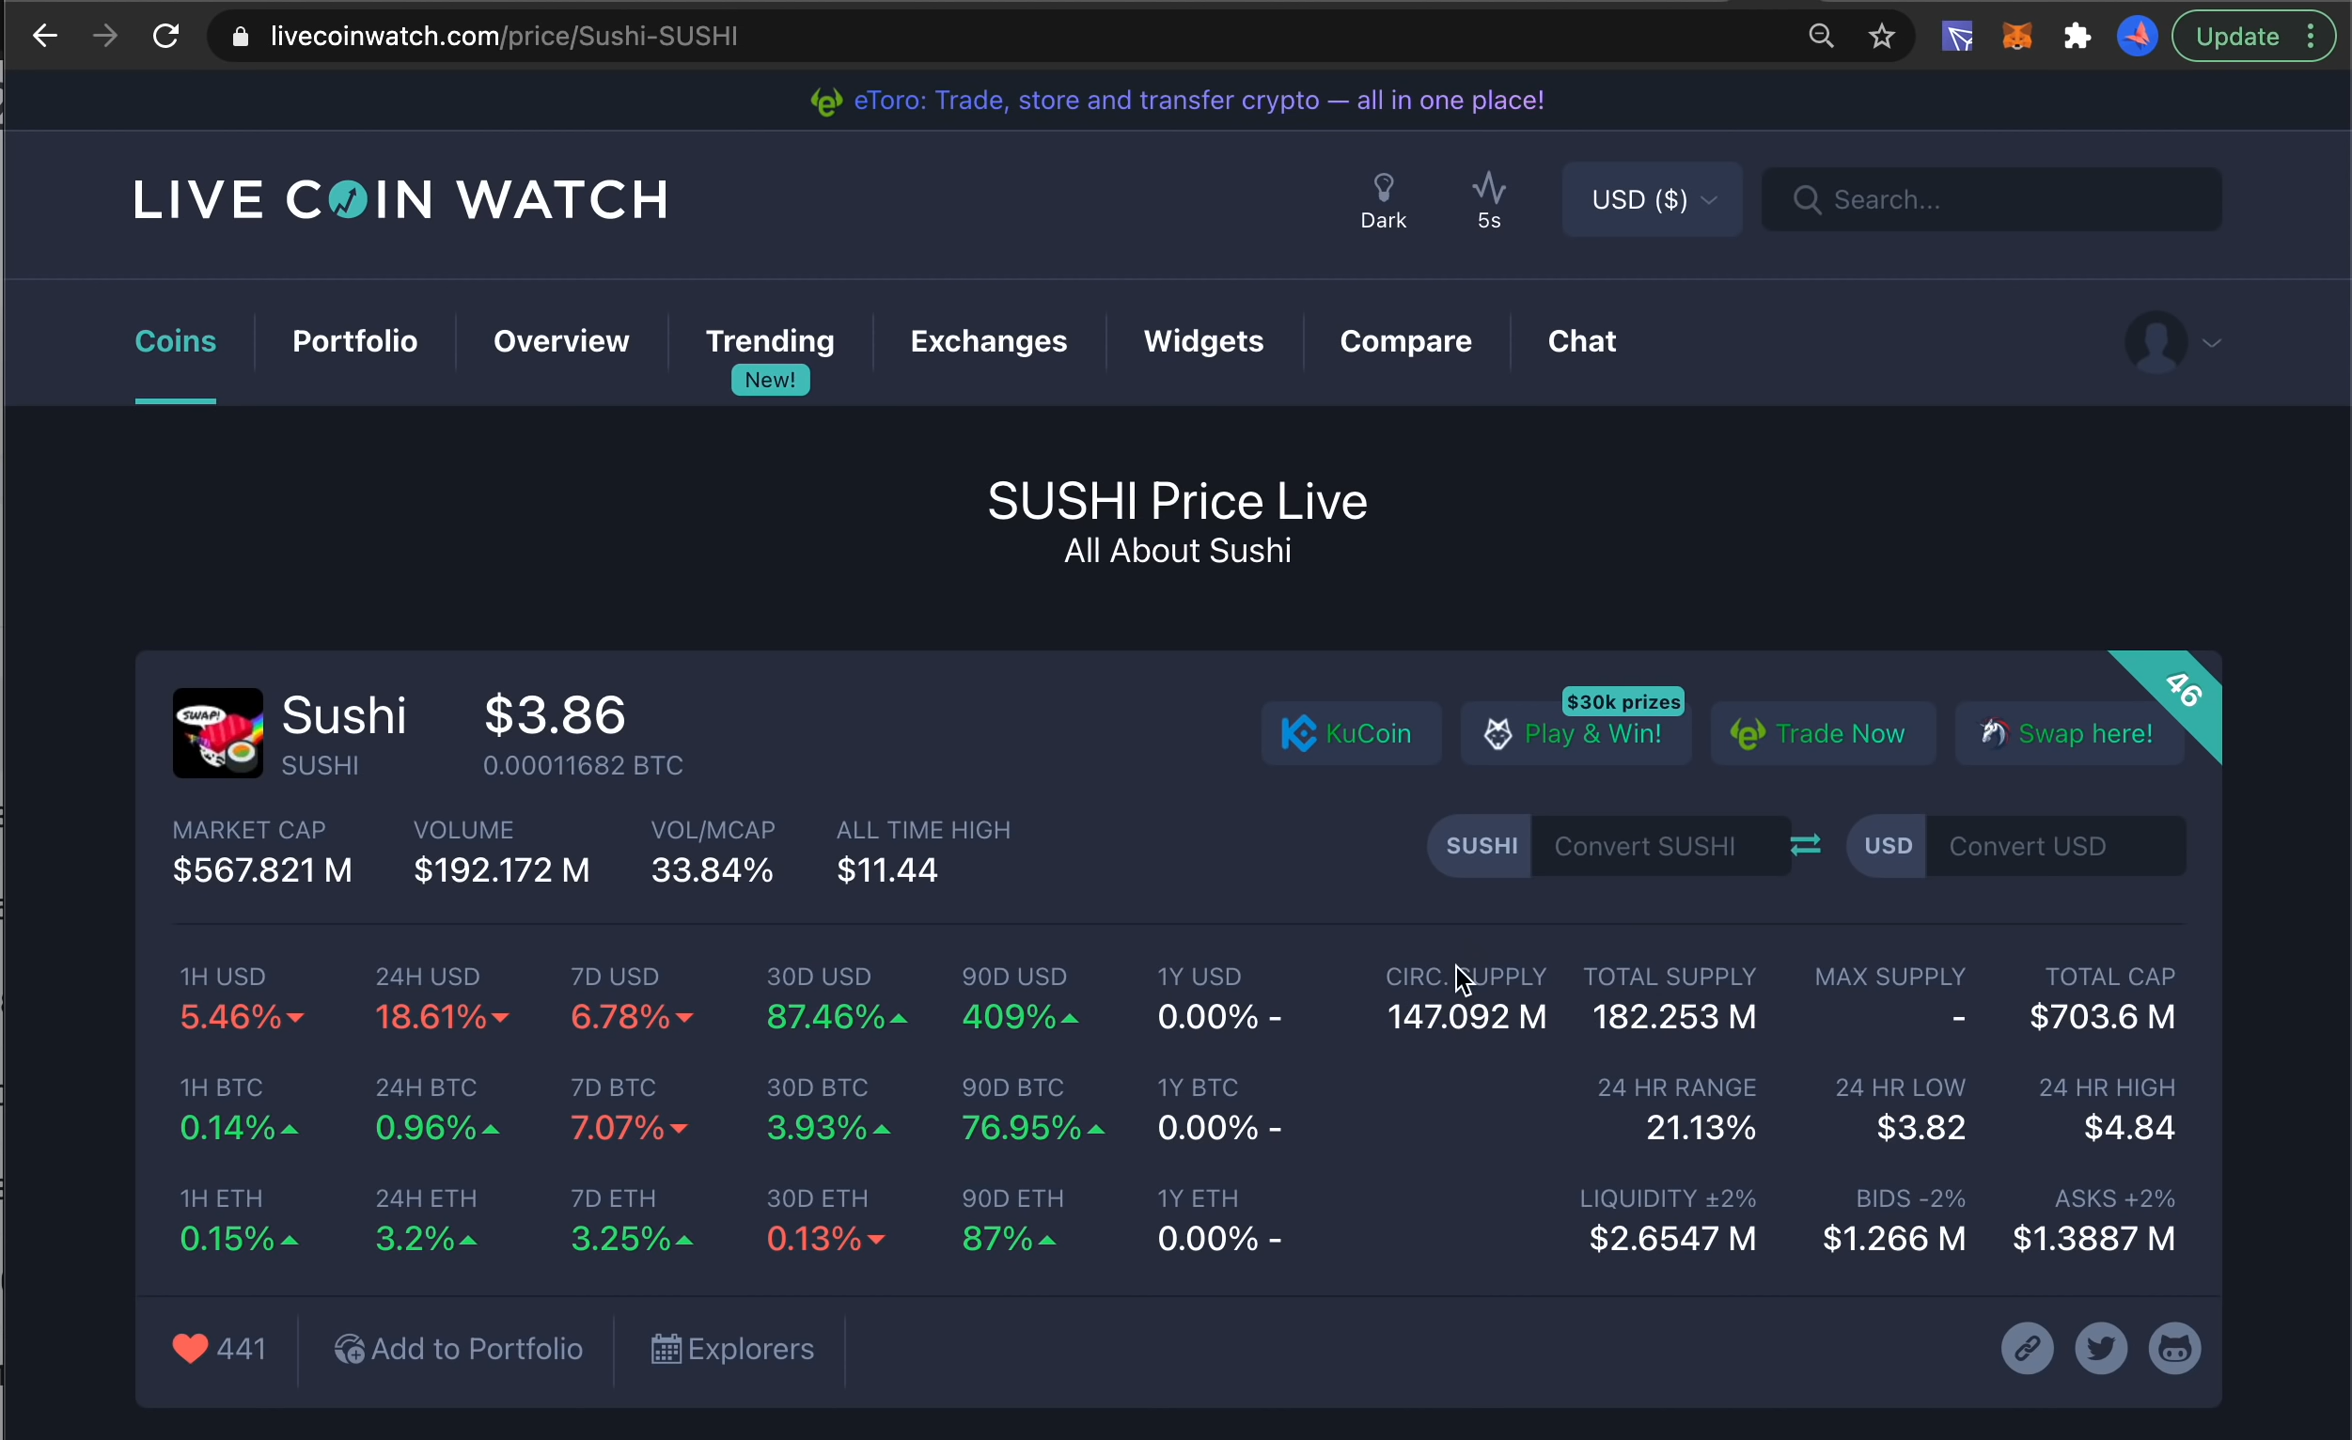 livecoinwatch.com/price/Sushi-SUSHI
Update
eToro: Trade, store and transfer crypto — all in one place!
LIVE COIN WATCH
Dark
5s
USD ($)
Search...
Coins
Portfolio
Overview
Trending
New!
Exchanges
Widgets
Compare
Chat
SUSHI Price Live
All About Sushi
46
SWAP!
Sushi
SUSHI
$3.86
0.00011682 BTC
KuCoin
$30k prizes
Play & Win!
Trade Now
Swap here!
MARKET CAP VOLUME VOL/MCAP ALL TIME HIGH
$567.821 M $192.172 M 33.84% $11.44
SUSHI Convert SUSHI USD Convert USD
1H USD 24H USD 7D USD 30D USD 90D USD 1Y USD CIRC. SUPPLY TOTAL SUPPLY MAX SUPPLY TOTAL CAP
5.46% 18.61% 6.78% 87.46% 409% 0.00% - 147.092 M 182.253 M - $703.6 M
1H BTC 24H BTC 7D BTC 30D BTC 90D BTC 1Y BTC 24 HR RANGE 24 HR LOW 24 HR HIGH
0.14% 0.96% 7.07% 3.93% 76.95% 0.00% - 21.13% $3.82 $4.84
1H ETH 24H ETH 7D ETH 30D ETH 90D ETH 1Y ETH LIQUIDITY ±2% BIDS -2% ASKS +2%
0.15% 3.2% 3.25% 0.13% 87% 0.00% - $2.6547 M $1.266 M $1.3887 M
441 Add to Portfolio Explorers